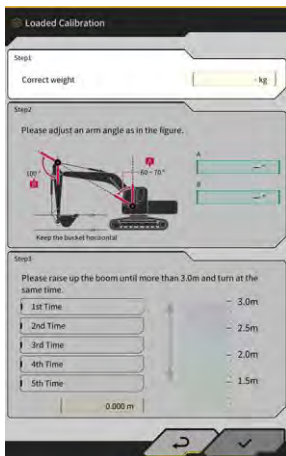 Loaded Calibration
Step1
Correct weight
- kg
Step2
Please adjust an arm angle as in the figure.
A
100°
A
60~70°
B
--- °
B
--- °
Keep the bucket horizontal
Step3
Please raise up the boom until more than 3.0m and turn at the
same time.
1st Time
3.0m
2nd Time
2.5m
3rd Time
2.0m
4th Time
5th Time
1.5m
0.000 m